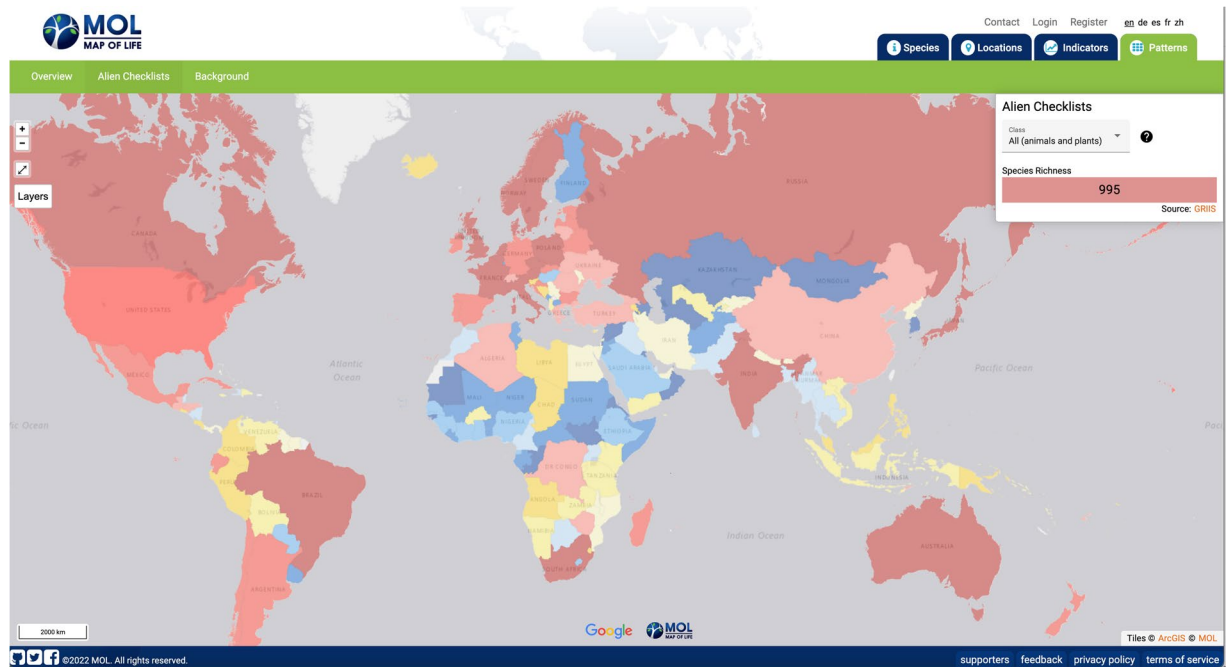 MOL
MAP OF LIFE
Contact Login Register en de es fr zh
Species Locations Indicators Patterns
Overview Alien Checklists Background
Alien Checklists
Class
All (animals and plants)
Species Richness
995
Source: GRIIS
+
-
Layers
CANADA
UNITED STATES
MEXICO
Atlantic
Ocean
VENEZUELA
COLOMBIA
PERU
BRAZIL
BOLIVIA
ARGENTINA
SWEDEN
NORWAY
FINLAND
RUSSIA
POLAND
GERMANY
FRANCE
UKRAINE
GREECE
TURKEY
KAZAKHSTAN
MONGOLIA
CHINA
INDIA
IRAN
SAUDI ARABIA
ALGERIA
LIBYA
EGYPT
MALI
NIGER
CHAD
SUDAN
NIGERIA
ETHIOPIA
DR CONGO
TANZANIA
ANGOLA
ZAMBIA
NAMIBIA
SOUTH AFRICA
INDONESIA
AUSTRALIA
Indian Ocean
Pacific Ocean
2000 km
Google
MOL
MAP OF LIFE
Tiles © ArcGIS © MOL
©2022 MOL. All rights reserved.
supporters feedback privacy policy terms of service